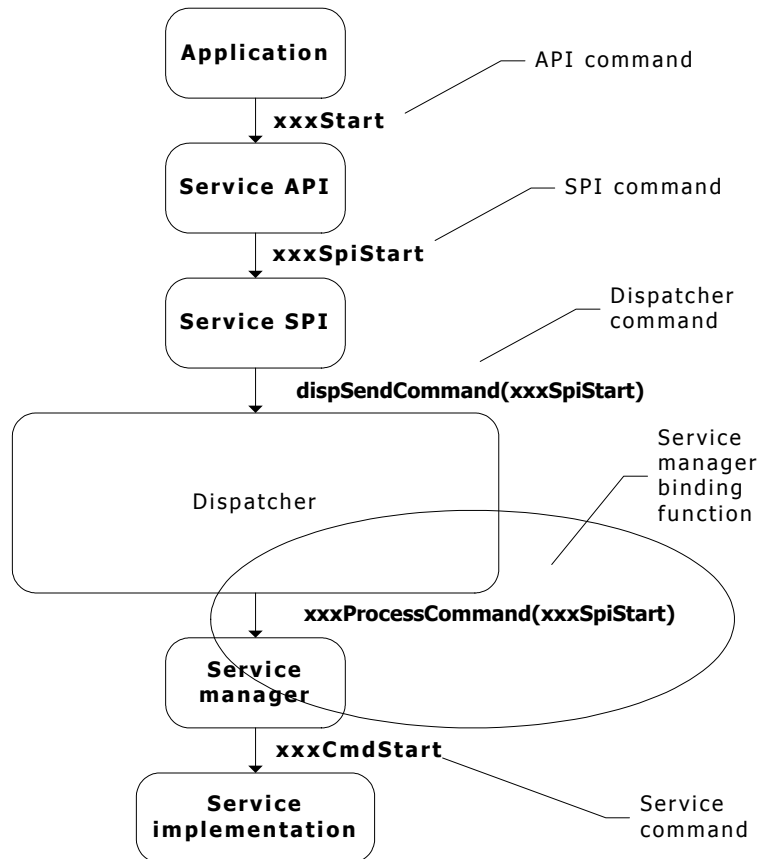 Application
API command
xxxStart
Service API
SPI command
xxxSpiStart
Service SPI
Dispatcher
command
dispSendCommand(xxxSpiStart)
Service
manager
binding
function
Dispatcher
xxxProcessCommand(xxxSpiStart)
Service
manager
xxxCmdStart
Service
implementation
Service
command